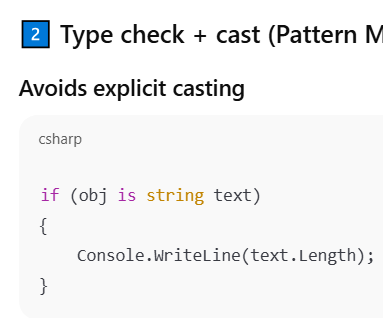 2 Type check + cast (Pattern M
Avoids explicit casting
csharp
if (obj is string text)
{
    Console.WriteLine(text.Length);
}